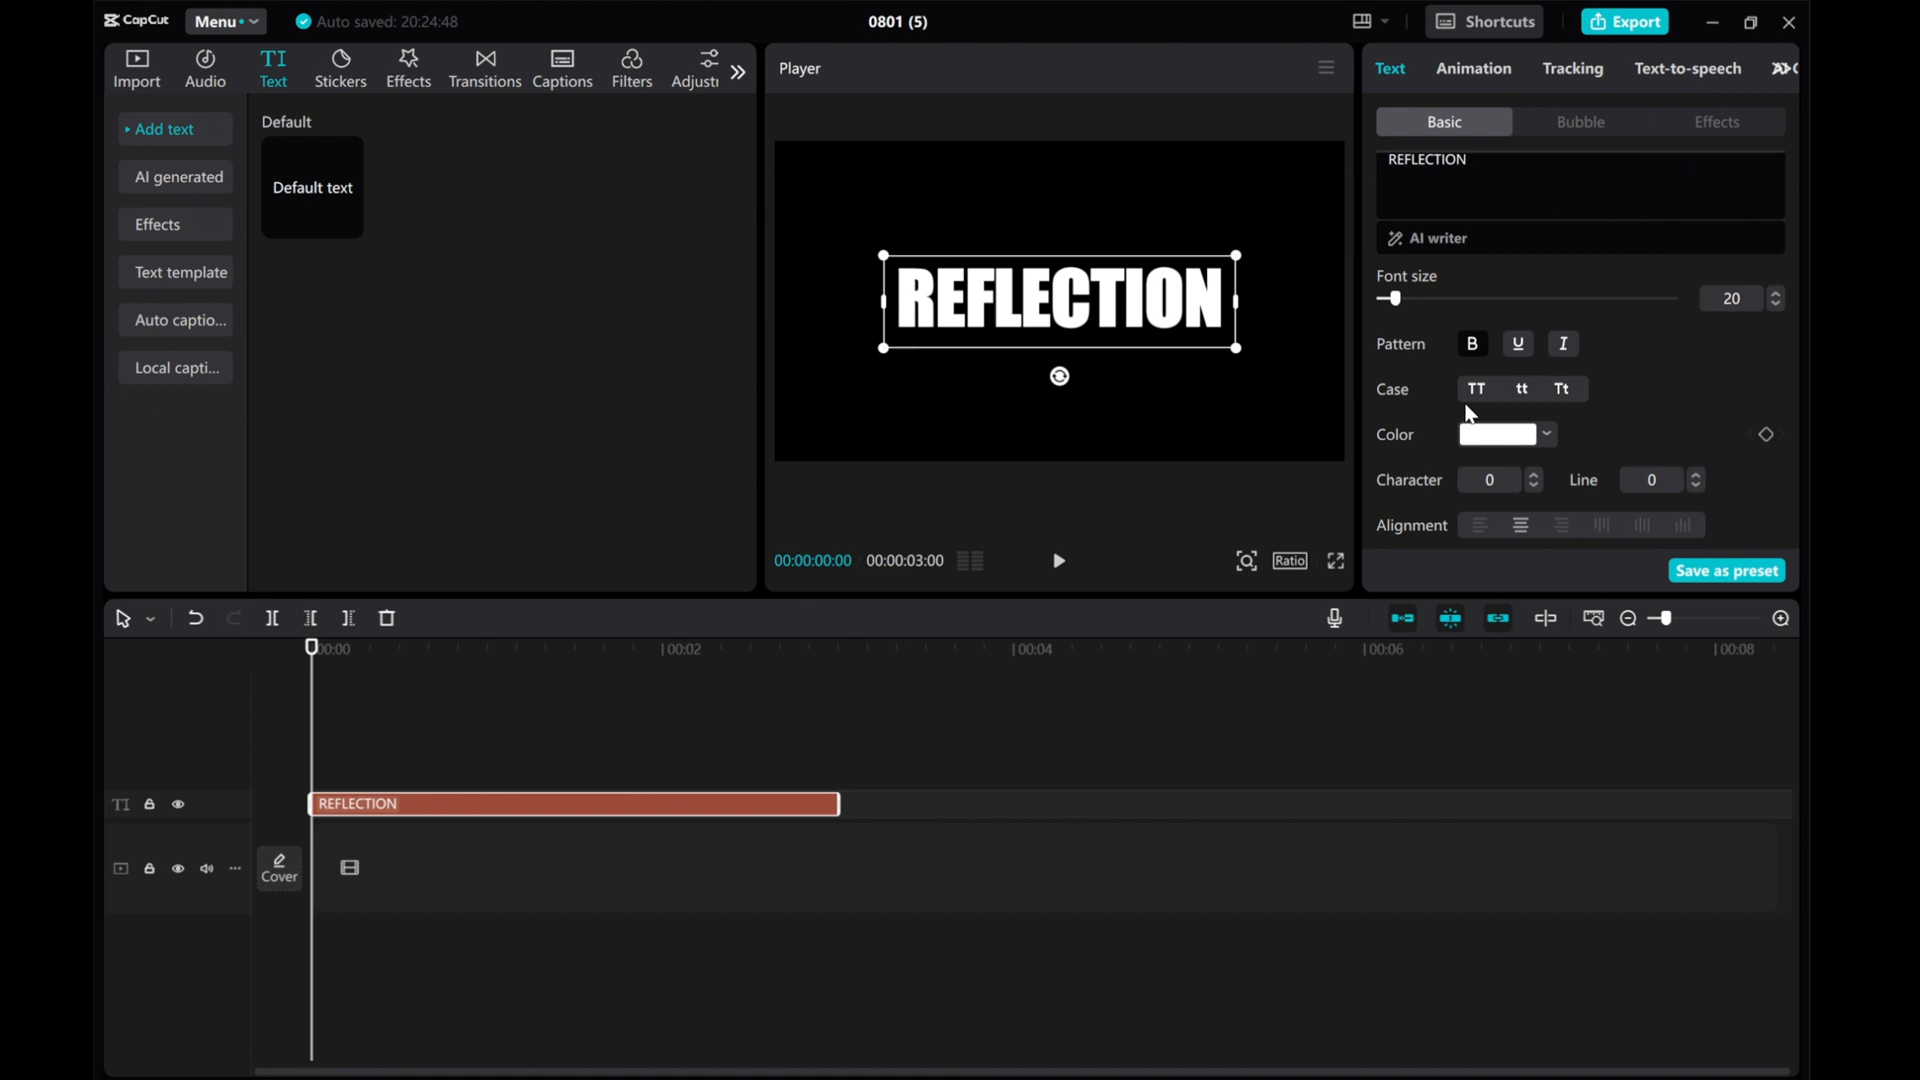 CapCut
Menu
Auto saved: 20:24:48
0801 (5)
Shortcuts
Export
Import
Audio
TI
Text
Stickers
Effects
Transitions
Captions
Filters
Adjust
Player
Text
Animation
Tracking
Text-to-speech
Add text
AI generated
Effects
Text template
Auto captio...
Local capti...
Default
Default text
REFLECTION
00:00:00:00
00:00:03:00
Ratio
Basic
Bubble
Effects
REFLECTION
AI writer
Font size
20
Pattern
B
U
I
Case
TT
tt
Tt
Color
Character
0
Line
0
Alignment
Save as preset
00:00
00:02
00:04
00:06
00:08
TI
REFLECTION
Cover